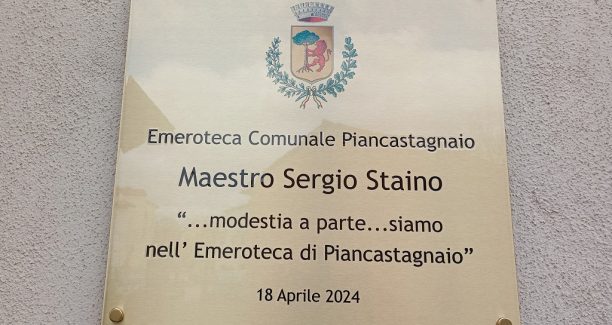 Emeroteca Comunale Piancastagnaio
Maestro Sergio Staino
“...modestia a parte...siamo
nell’ Emeroteca di Piancastagnaio”
18 Aprile 2024